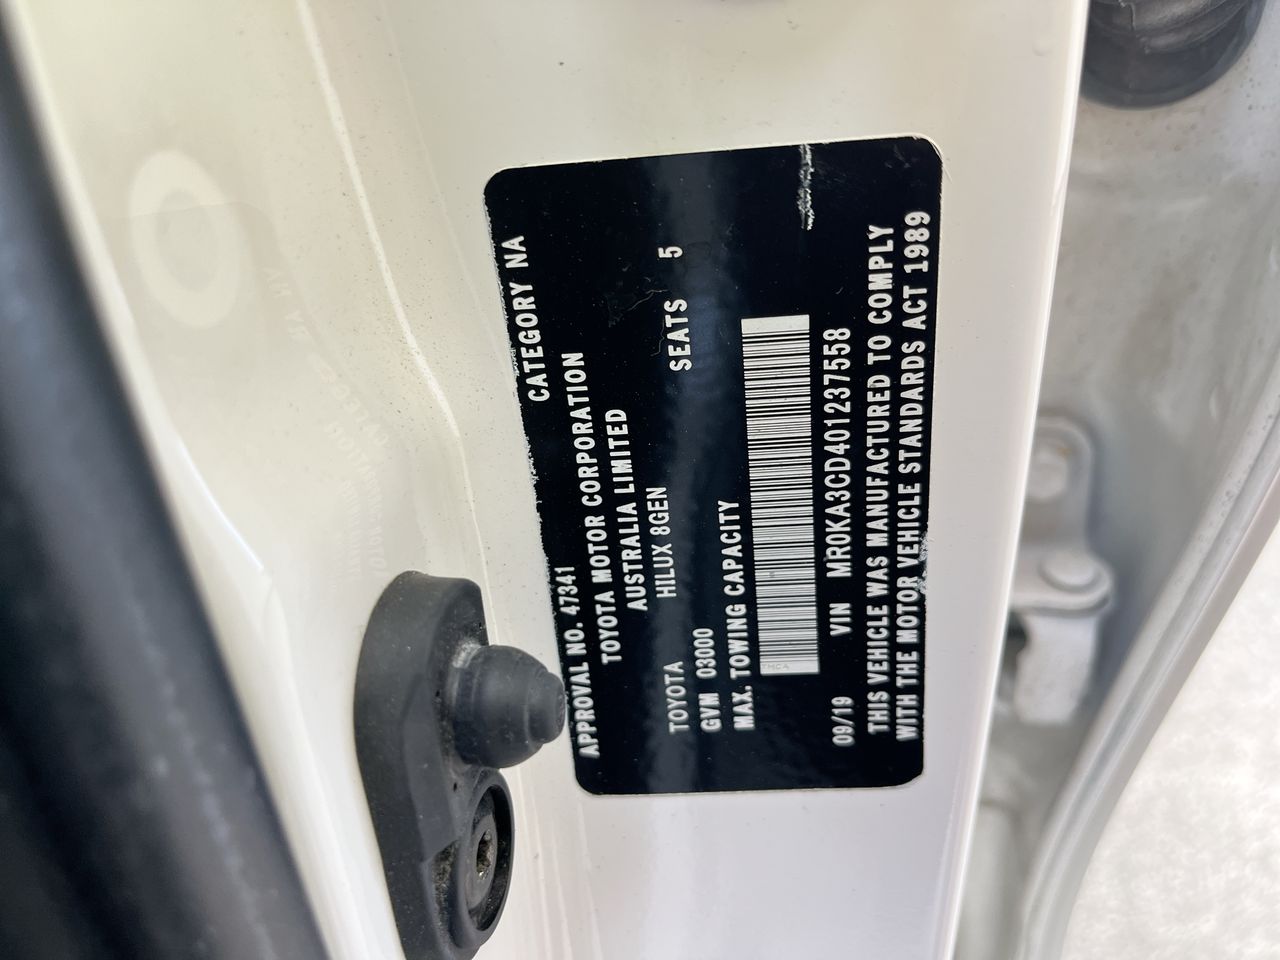 APPROVAL NO. 47341 CATEGORY NA
TOYOTA MOTOR CORPORATION
AUSTRALIA LIMITED
TOYOTA HILUX 8GEN
GVM 03000 SEATS 5
MAX. TOWING CAPACITY
TMCA
09/19 VIN MR0KA3CD401237558
THIS VEHICLE WAS MANUFACTURED TO COMPLY
WITH THE MOTOR VEHICLE STANDARDS ACT 1989